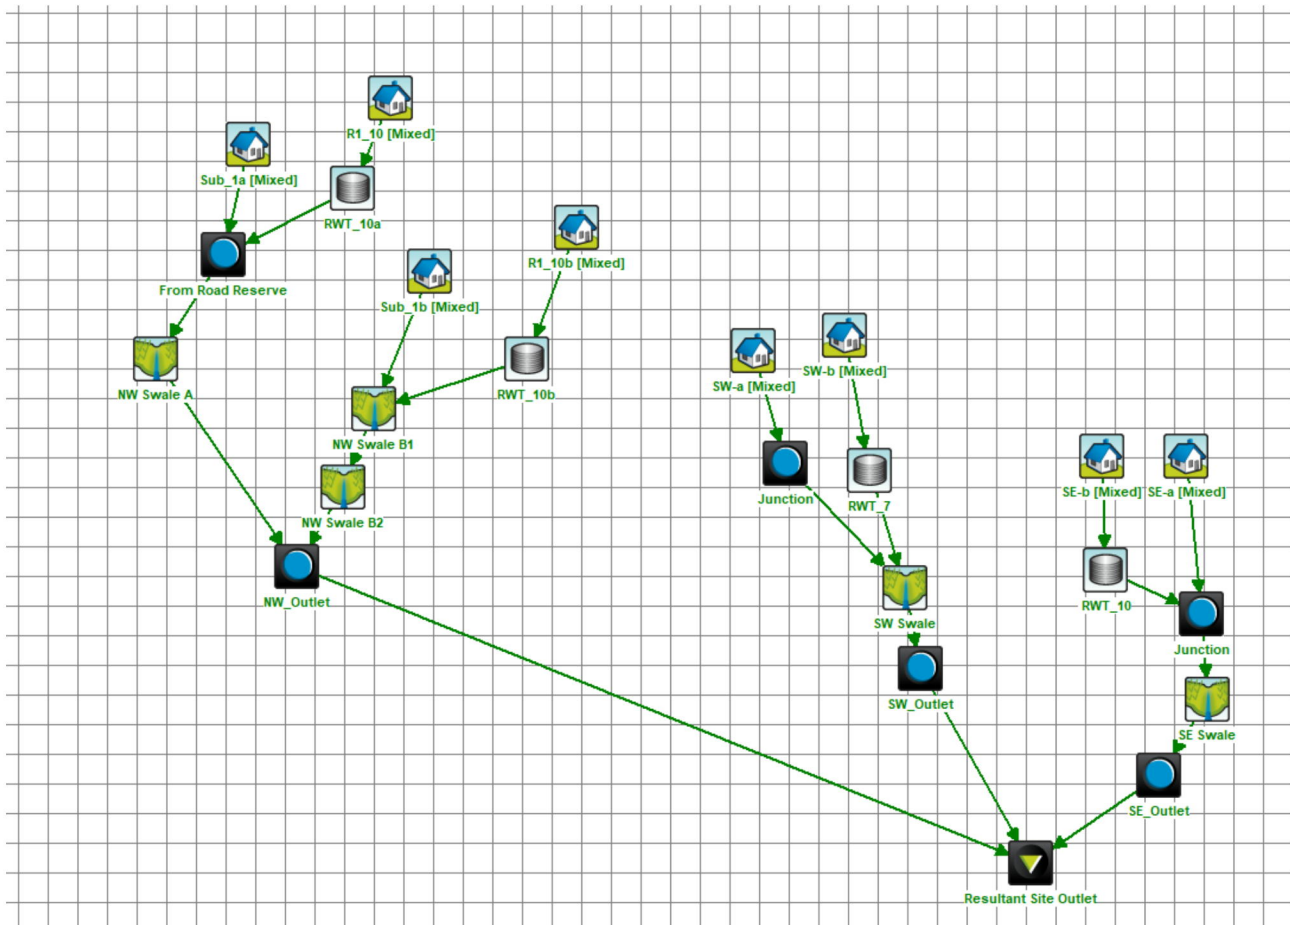 R1_10 [Mixed]
Sub_1a [Mixed]
RWT_10a
R1_10b [Mixed]
From Road Reserve
Sub_1b [Mixed]
SW-b [Mixed]
SW-a [Mixed]
NW Swale A
RWT_10b
NW Swale B1
SE-b [Mixed]
SE-a [Mixed]
Junction
RWT_7
NW Swale B2
NW_Outlet
RWT_10
SW Swale
Junction
SW_Outlet
SE Swale
SE_Outlet
Resultant Site Outlet